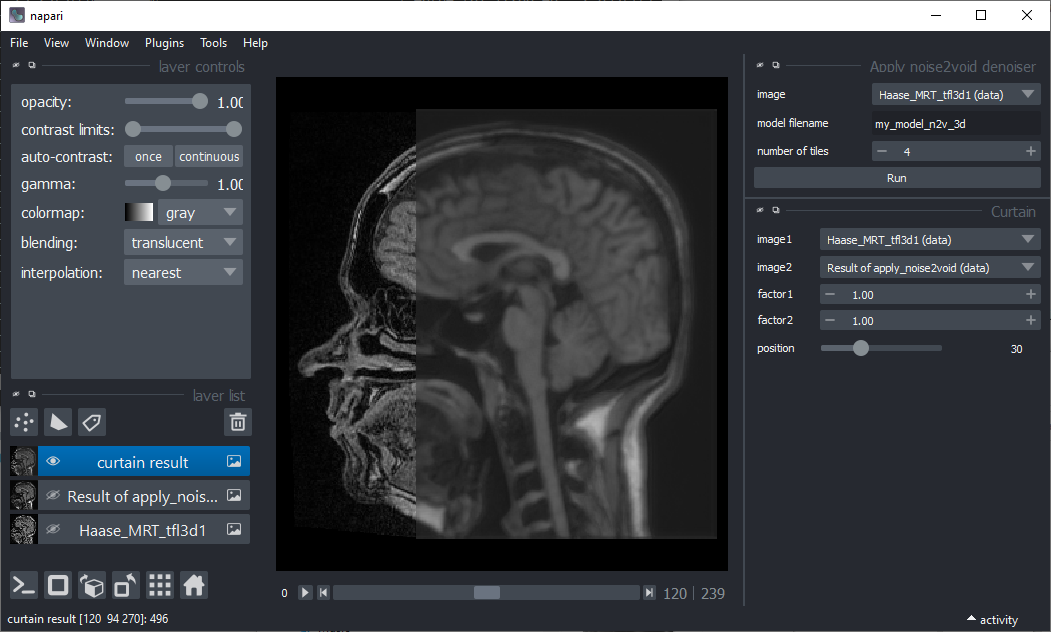 napari
File View Window Plugins Tools Help
layer controls
opacity: 1.00
contrast limits:
auto-contrast: once continuous
gamma: 1.00
colormap: gray
blending: translucent
interpolation: nearest
layer list
curtain result
Result of apply_nois...
Haase_MRT_tfl3d1
0 120 | 239
Apply noise2void denoiser
image Haase_MRT_tfl3d1 (data)
model filename my_model_n2v_3d
number of tiles − 4 +
Run
Curtain
image1 Haase_MRT_tfl3d1 (data)
image2 Result of apply_noise2void (data)
factor1 − 1.00 +
factor2 − 1.00 +
position 30
curtain result [120 94 270]: 496
activity